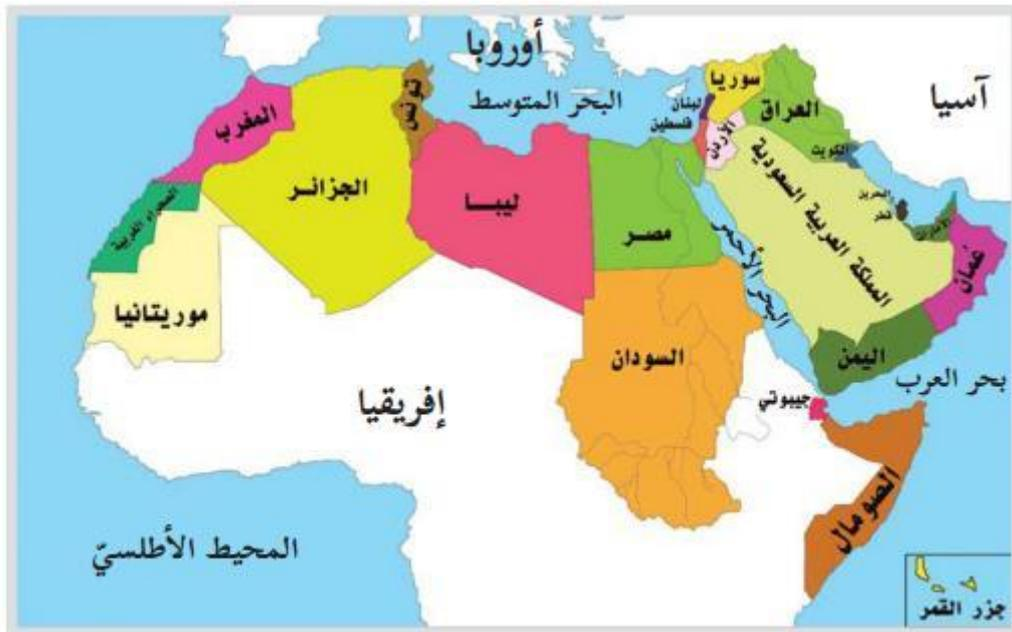 أوروبا
آسيا
البحر المتوسط
تونس
المغرب
الجزائر
ليبيا
مصر
سوريا
لبنان
فلسطين
الأردن
العراق
الكويت
المملكة العربية السعودية
البحرين
قطر
عُمان
اليمن
البحر الأحمر
بحر العرب
الصحراء الغربية
موريتانيا
السودان
إفريقيا
جيبوتي
الصومال
المحيط الأطلسيّ
جزر القمر